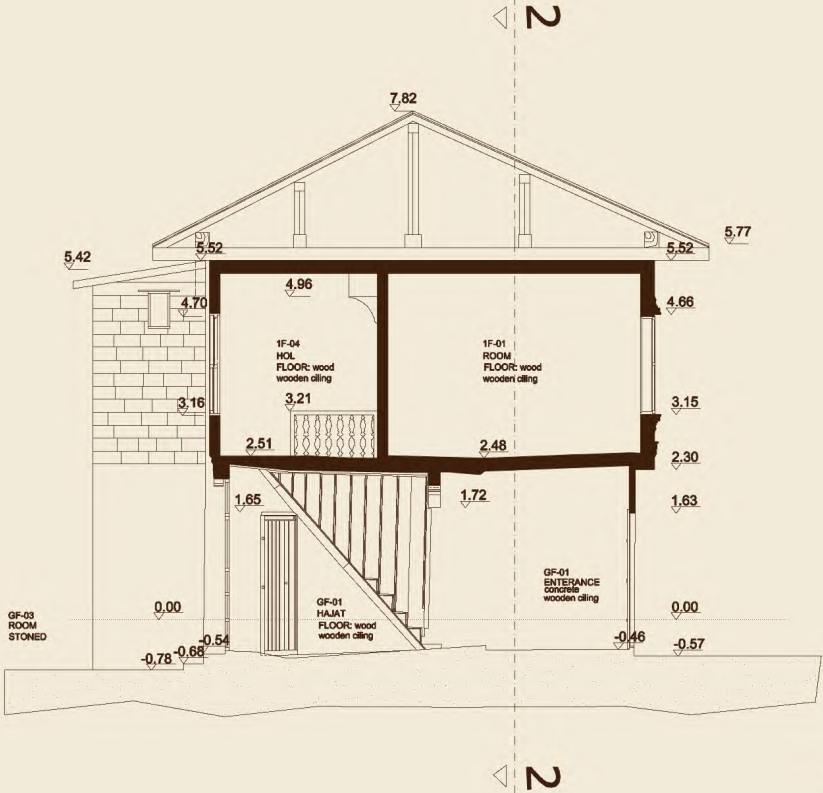 2
7.82
5.77
5.52
5.52
5.42
4.96
4.70
4.66
1F-04
HOL
FLOOR: wood
wooden ciling
1F-01
ROOM
FLOOR: wood
wooden ciling
3.16
3.21
3.15
2.51
2.48
2.30
1.65
1.72
1.63
GF-01
ENTERANCE
concrete
wooden ciling
GF-01
HAJAT
FLOOR: wood
wooden ciling
GF-03
ROOM
STONED
0.00
0.00
-0.54
-0.46
-0.57
-0.68
-0.78
2